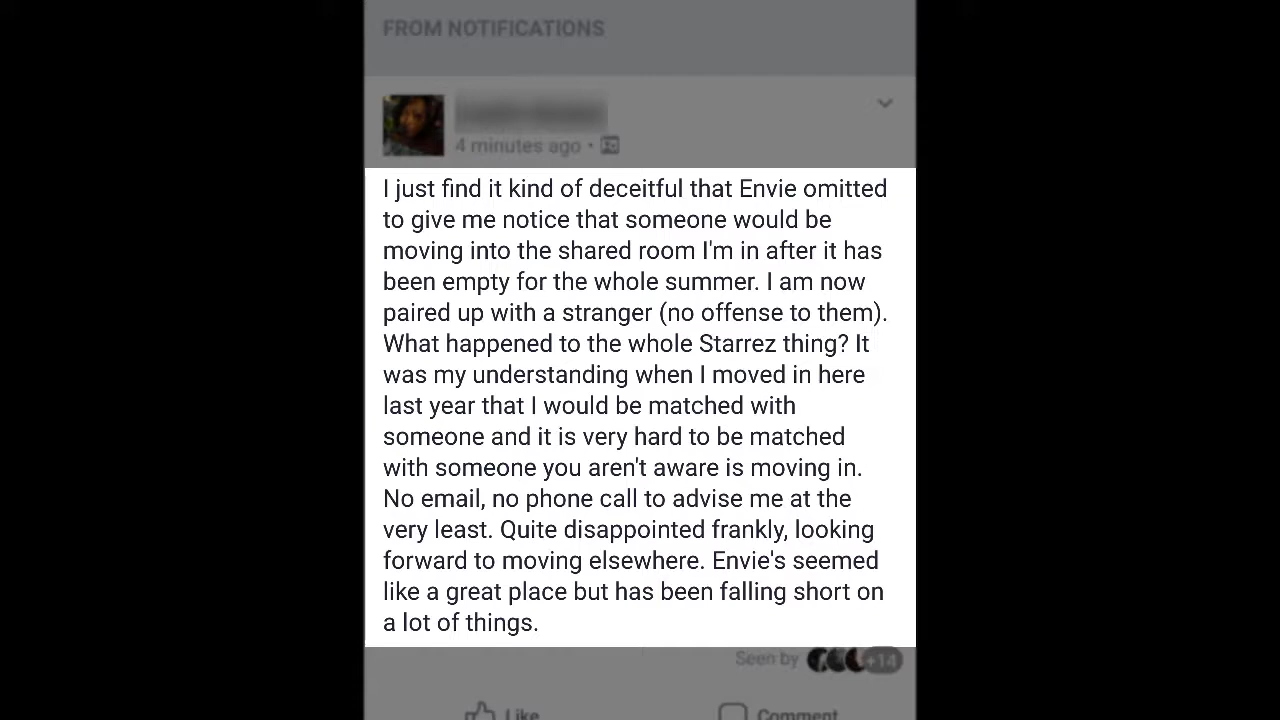 FROM NOTIFICATIONS
4 minutes ago •
I just find it kind of deceitful that Envie omitted
to give me notice that someone would be
moving into the shared room I'm in after it has
been empty for the whole summer. I am now
paired up with a stranger (no offense to them).
What happened to the whole Starrez thing? It
was my understanding when I moved in here
last year that I would be matched with
someone and it is very hard to be matched
with someone you aren't aware is moving in.
No email, no phone call to advise me at the
very least. Quite disappointed frankly, looking
forward to moving elsewhere. Envie's seemed
like a great place but has been falling short on
a lot of things.
Seen by +14
Like Comment